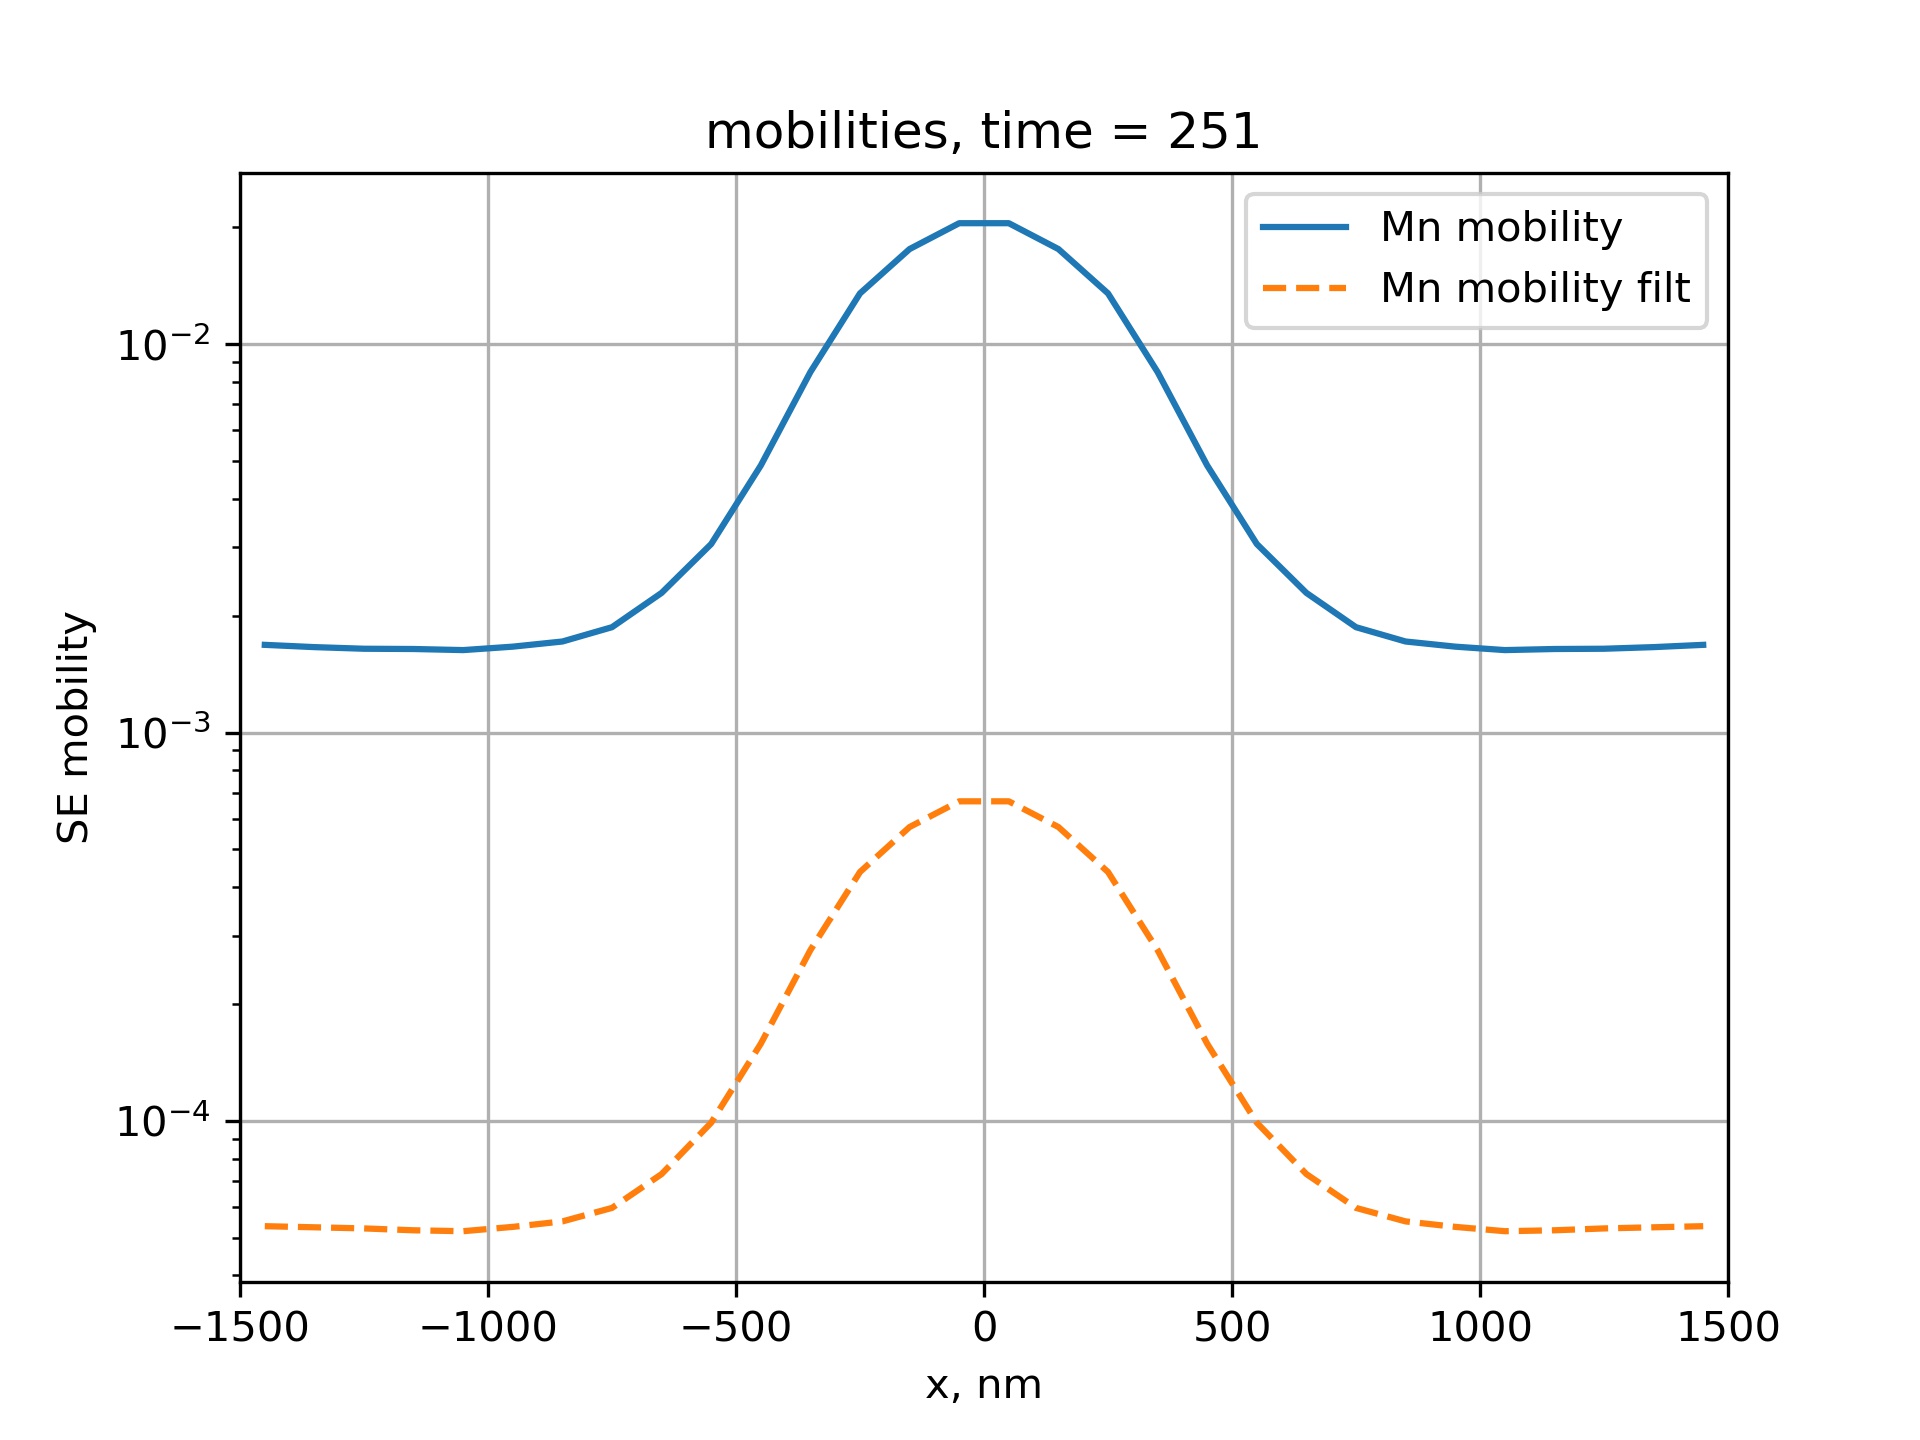 mobilities, time = 251
Mn mobility
Mn mobility filt
SE mobility
10⁻²
10⁻³
10⁻⁴
−1500 −1000 −500 0 500 1000 1500
x, nm